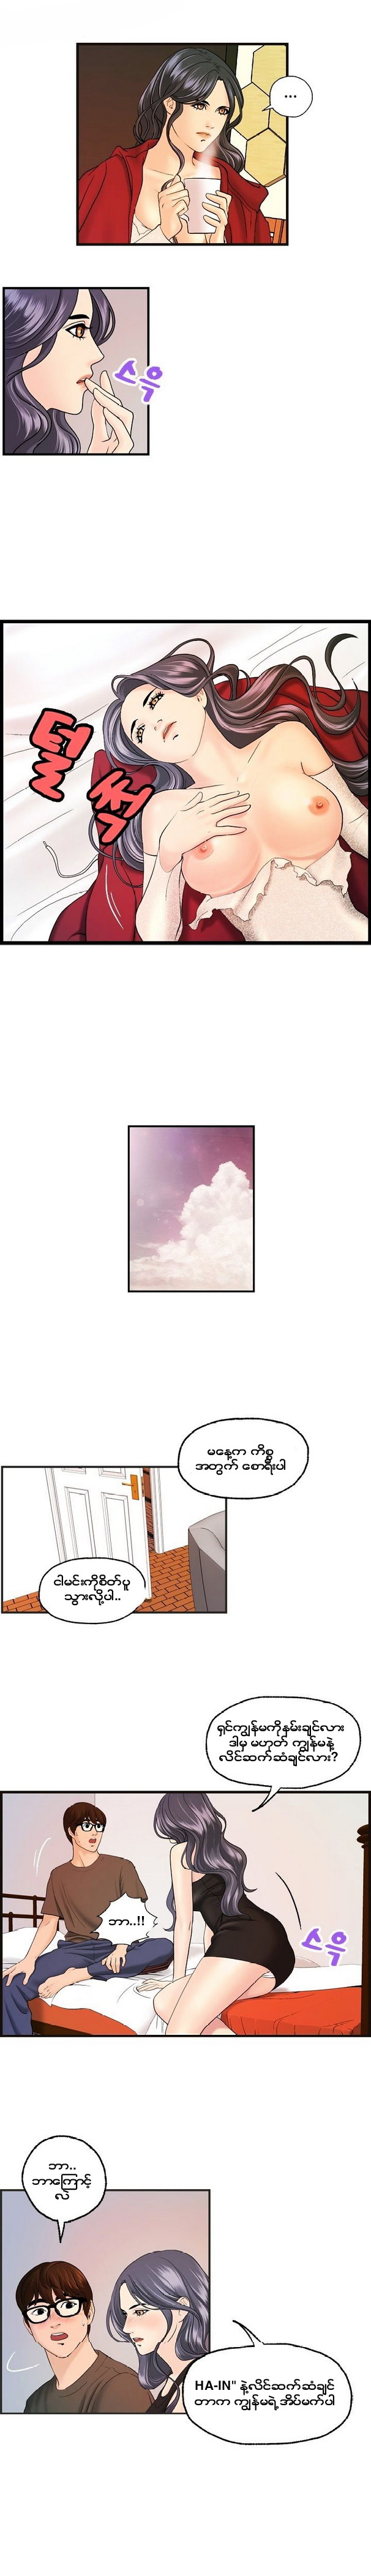 ...
스윽
덜
컥
မနေ့က ကိစ္စ
အတွက် စောရီးပါ
ငါမင်းကိုစိတ်ပူ
သွားလို့ပါ..
ရှင်ကျွန်မကိုနမ်းချင်လား
ဒါမှ မဟုတ် ကျွန်မနဲ့
လိင်ဆက်ဆံချင်လား?
ဘာ..!!
스윽
ဘာ..
ဘာကြောင့်
လဲ
HA-IN" နဲ့လိင်ဆက်ဆံချင်
တာက ကျွန်မရဲ့အိပ်မက်ပါ